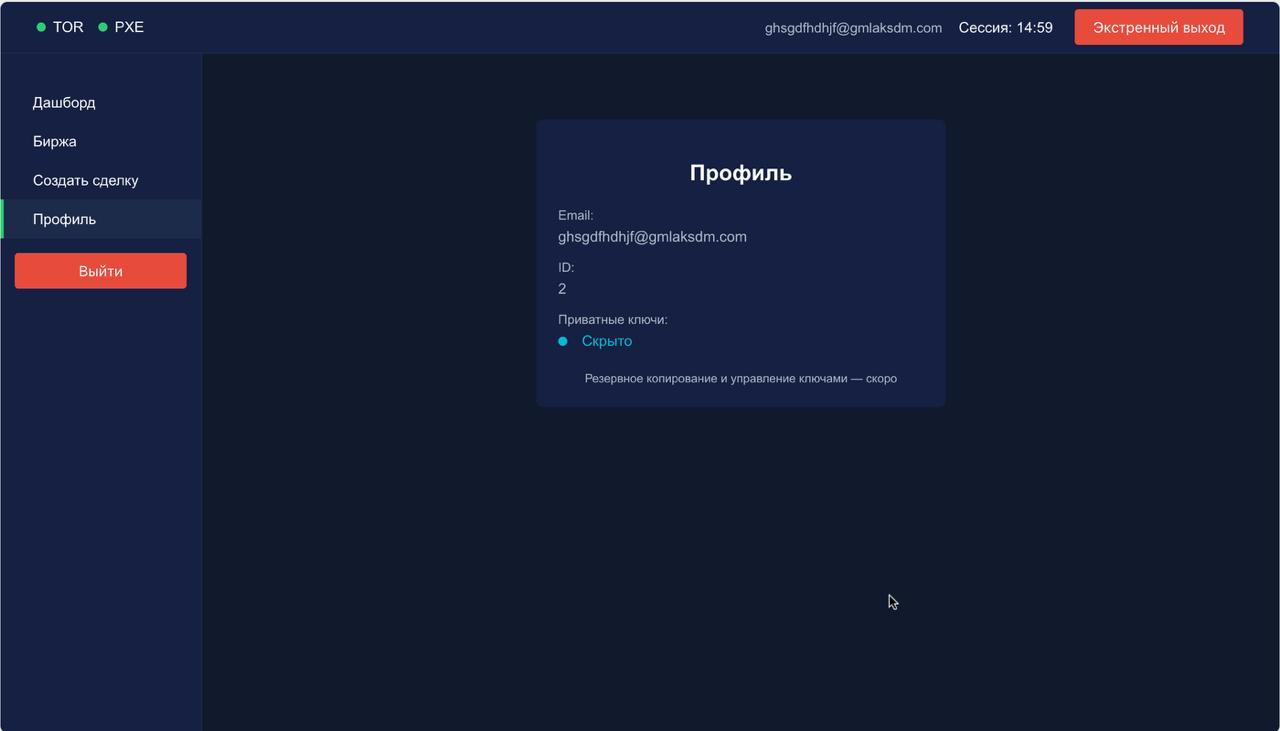 TOR PXE ghsgdfhdhjf@gmlaksdm.com Сессия: 14:59 Экстренный выход
Дашборд
Биржа
Создать сделку
Профиль
Выйти
Профиль
Email:
ghsgdfhdhjf@gmlaksdm.com
ID:
2
Приватные ключи:
Скрыто
Резервное копирование и управление ключами — скоро